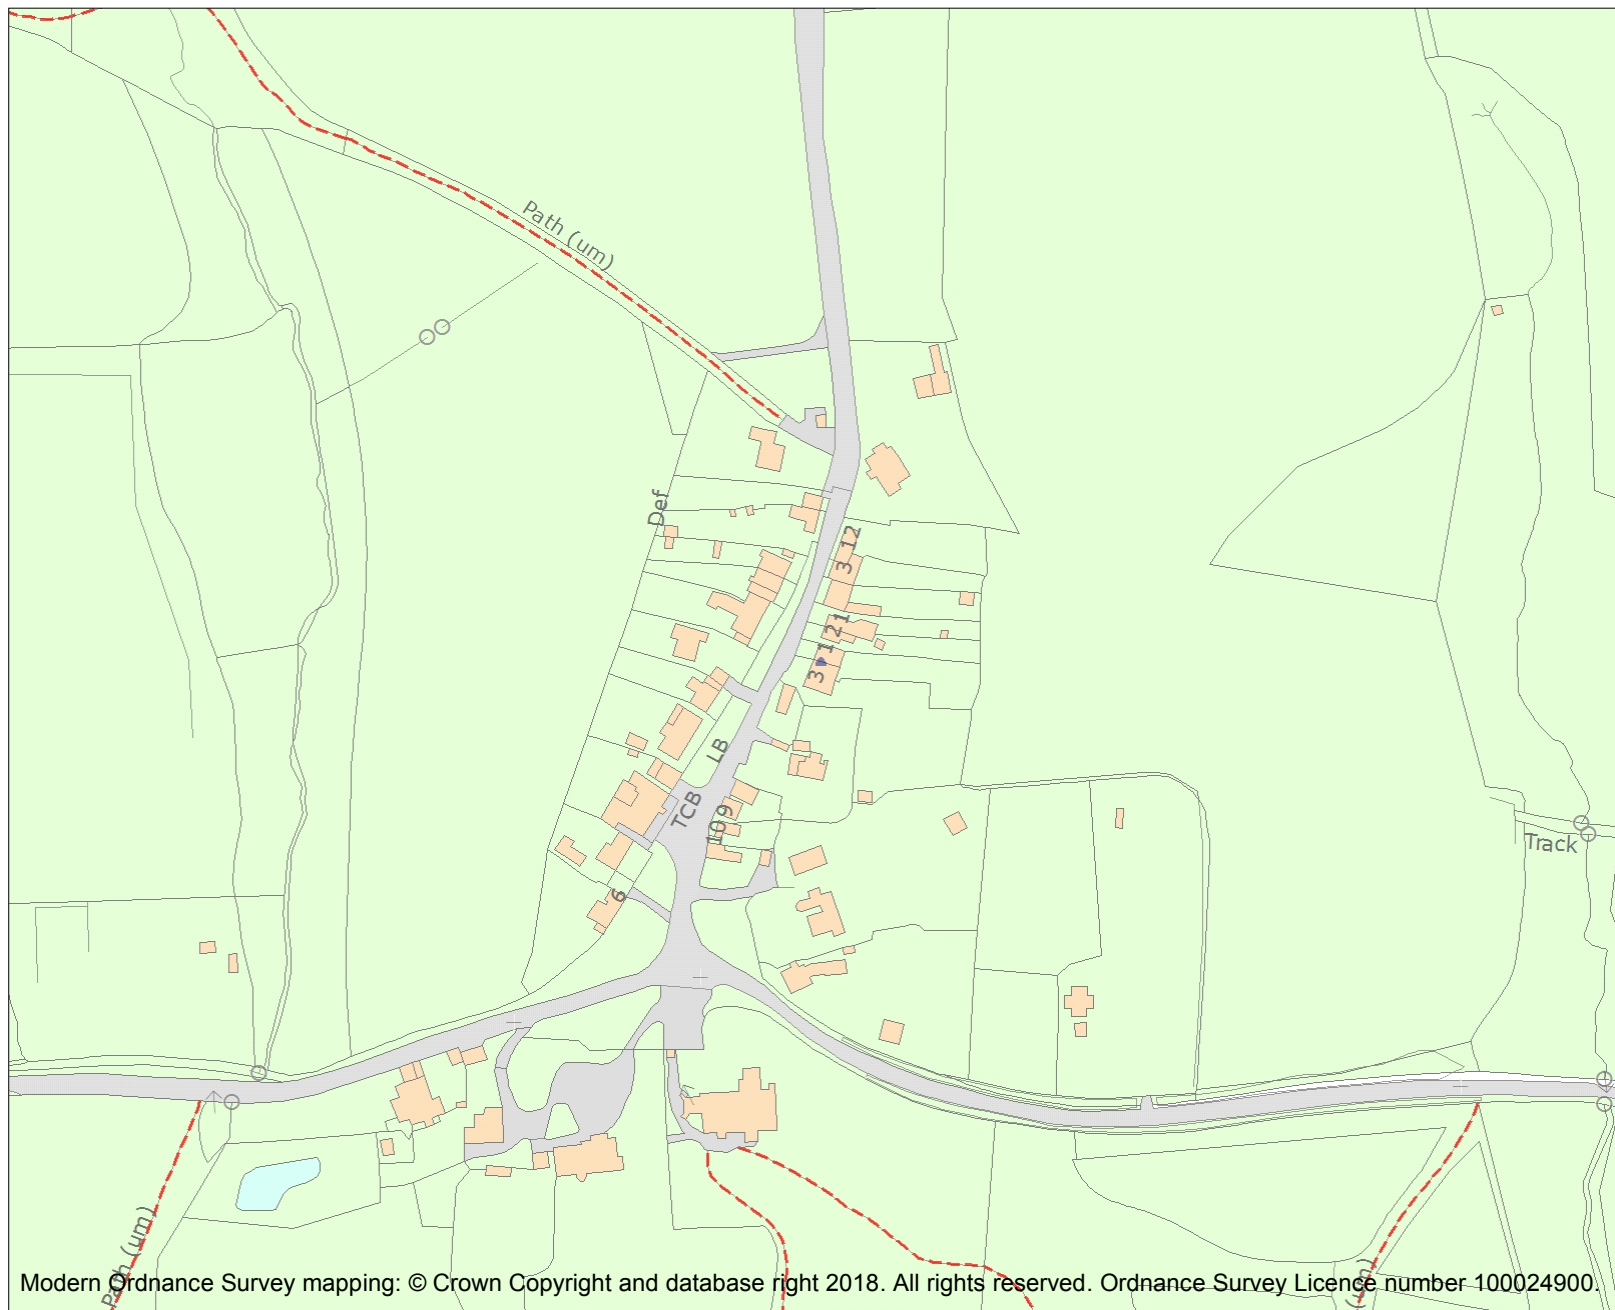 Path (um)
Def
3 12
3 1 21
LB
TCB
109
6
Track
Path (um)
(um)
Modern Ordnance Survey mapping: © Crown Copyright and database right 2018. All rights reserved. Ordnance Survey Licence number 100024900.